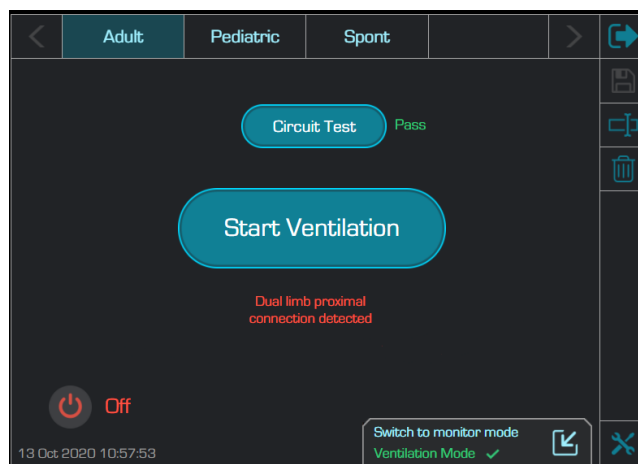 Adult Pediatric Spont
Circuit Test Pass
Start Ventilation
Dual limb proximal
connection detected
Off
Switch to monitor mode
Ventilation Mode
13 Oct 2020 10:57:53